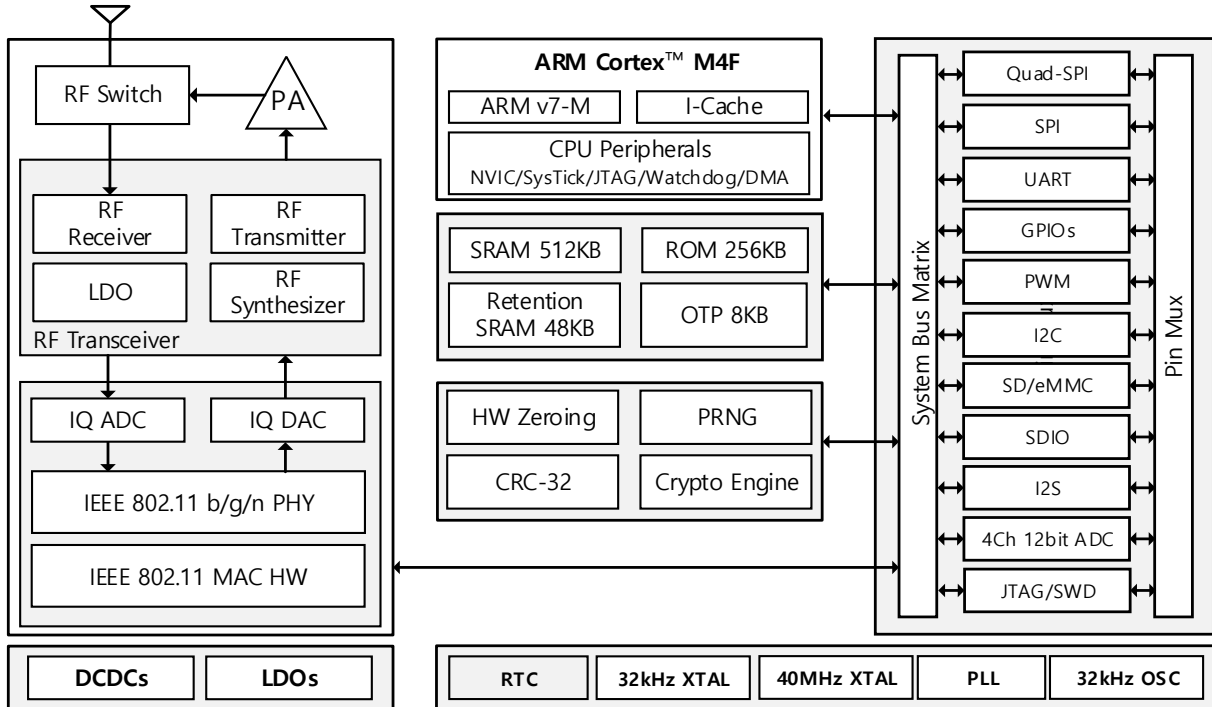 RF Switch
PA
RF
Receiver
RF
Transmitter
LDO
RF
Synthesizer
RF Transceiver
IQ ADC
IQ DAC
IEEE 802.11 b/g/n PHY
IEEE 802.11 MAC HW
DCDCs
LDOs
ARM Cortex™ M4F
ARM v7-M
I-Cache
CPU Peripherals
NVIC/SysTick/JTAG/Watchdog/DMA
SRAM 512KB
ROM 256KB
Retention
SRAM 48KB
OTP 8KB
HW Zeroing
PRNG
CRC-32
Crypto Engine
System Bus Matrix
Quad-SPI
SPI
UART
GPIOs
PWM
I2C
SD/eMMC
SDIO
I2S
4Ch 12bit ADC
JTAG/SWD
Pin Mux
RTC
32kHz XTAL
40MHz XTAL
PLL
32kHz OSC